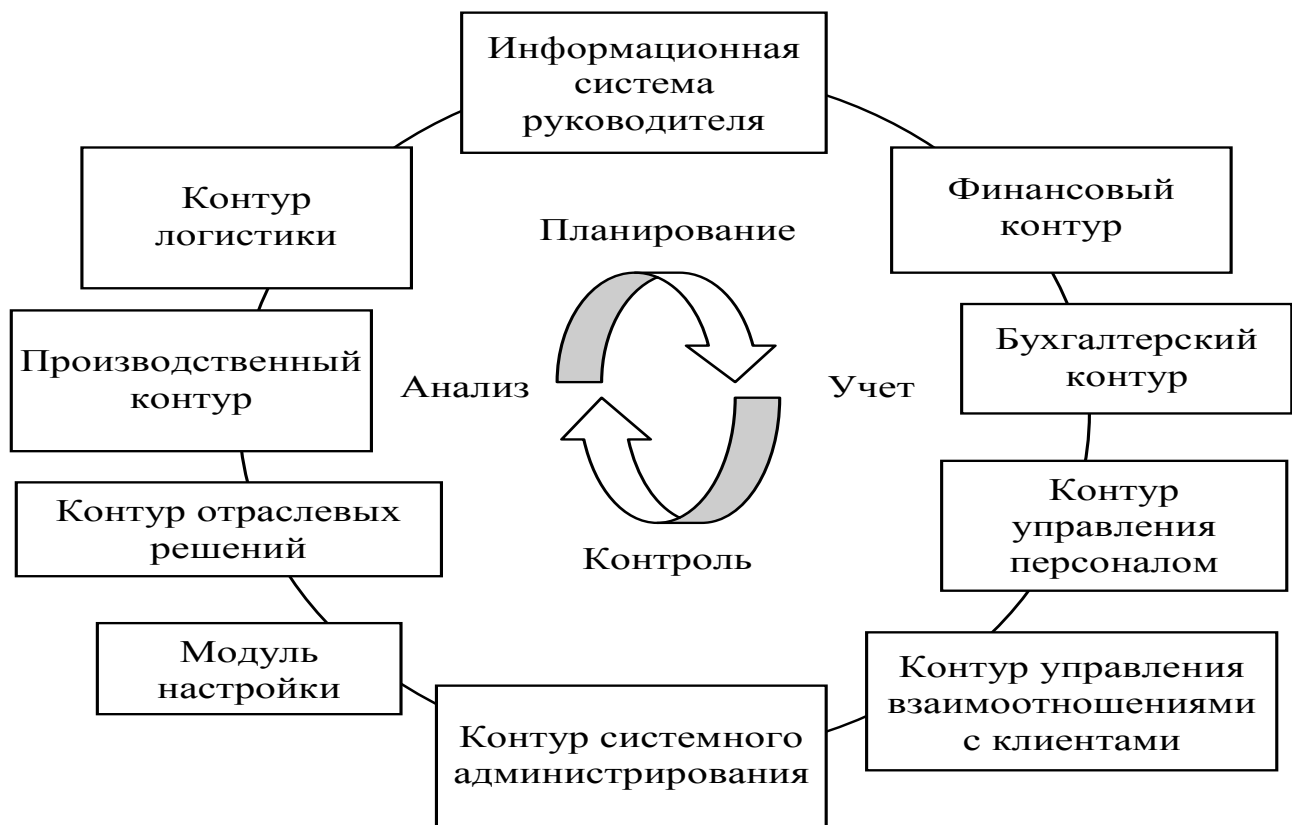 Информационная
система
руководителя
Контур
логистики
Финансовый
контур
Планирование
Производственный
контур
Анализ
Учет
Бухгалтерский
контур
Контур отраслевых
решений
Контроль
Контур
управления
персоналом
Модуль
настройки
Контур системного
администрирования
Контур управления
взаимоотношениями
с клиентами